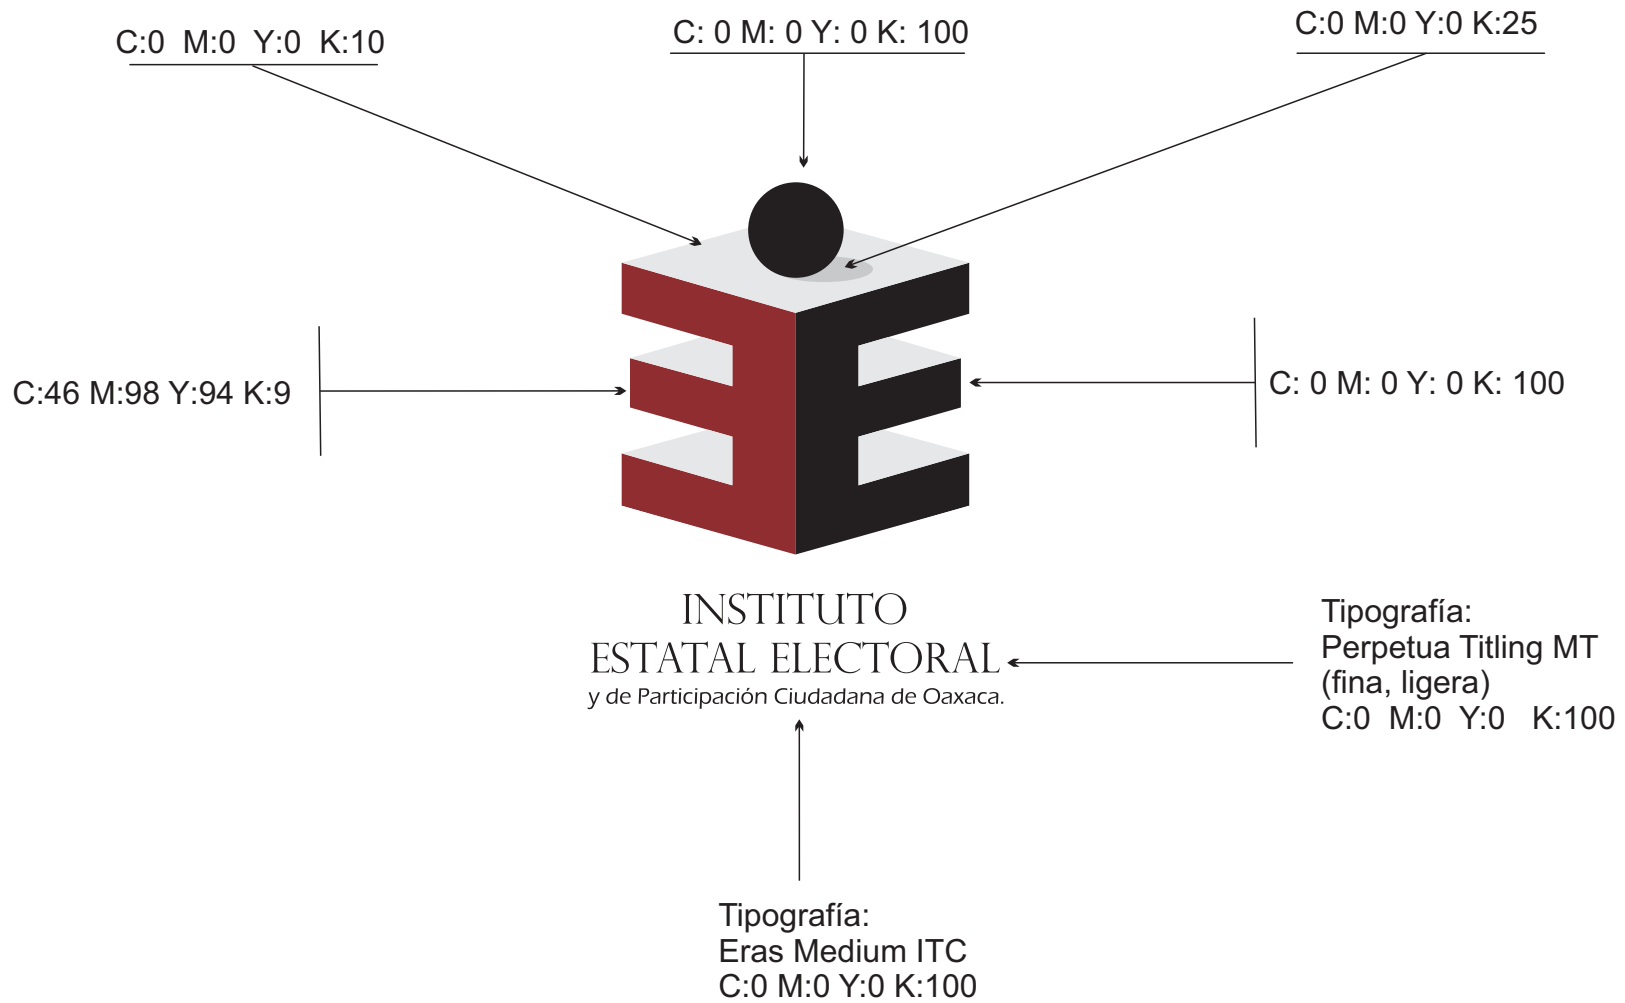 C:0 M:0 Y:0 K:10
C: 0 M: 0 Y: 0 K: 100
C:0 M:0 Y:0 K:25
C:46 M:98 Y:94 K:9
C: 0 M: 0 Y: 0 K: 100
INSTITUTO
ESTATAL ELECTORAL
y de Participación Ciudadana de Oaxaca.
Tipografía:
Perpetua Titling MT
(fina, ligera)
C:0 M:0 Y:0 K:100
Tipografía:
Eras Medium ITC
C:0 M:0 Y:0 K:100